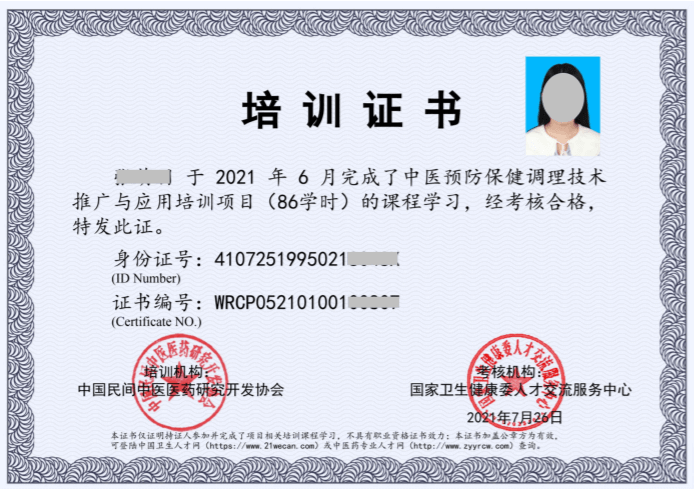 培训证书
于 2021 年 6 月完成了中医预防保健调理技术
推广与应用培训项目（86学时）的课程学习，经考核合格，
特发此证。
身份证号：4107251995021
(ID Number)
证书编号：WRCP052101001
(Certificate NO.)
培训机构：
中国民间中医医药研究开发协会
考核机构：
国家卫生健康委人才交流服务中心
2021年7月26日
本证书仅证明持证人参加并完成了项目相关培训课程学习，不具有职业资格证书效力；本证书加盖公章方为有效，
可登陆中国卫生人才网（https://www.21wecan.com）或中医药专业人才网（http://www.zyyrcw.com）查询。